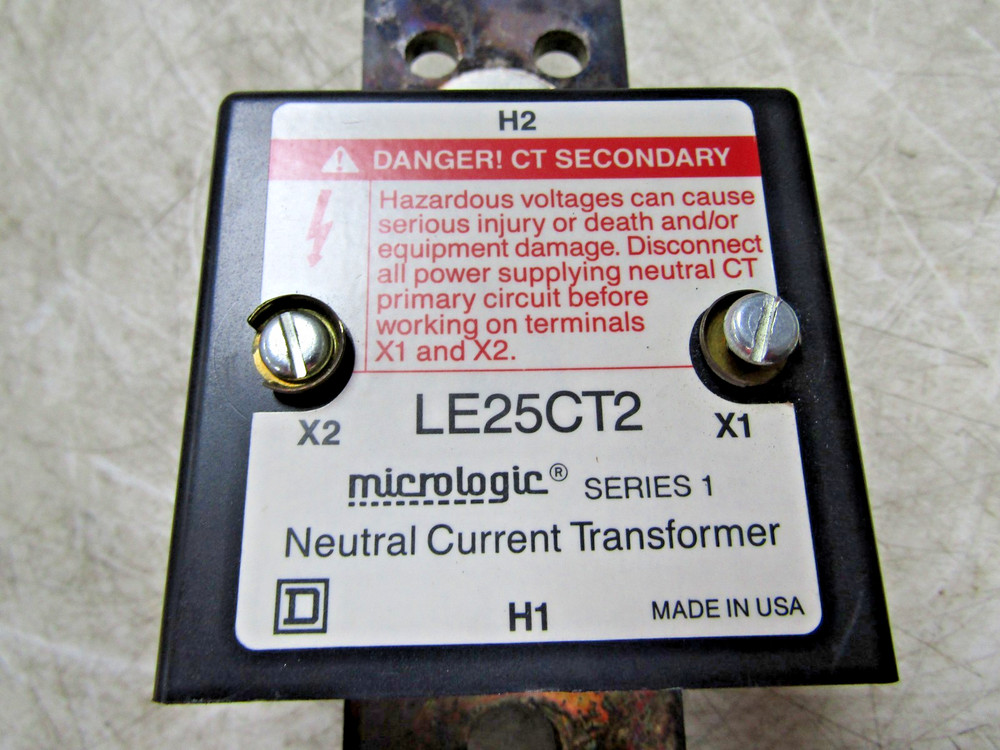 H2
DANGER! CT SECONDARY
Hazardous voltages can cause
serious injury or death and/or
equipment damage. Disconnect
all power supplying neutral CT
primary circuit before
working on terminals
X1 and X2.
X2 LE25CT2 X1
micrologic® SERIES 1
Neutral Current Transformer
D H1 MADE IN USA